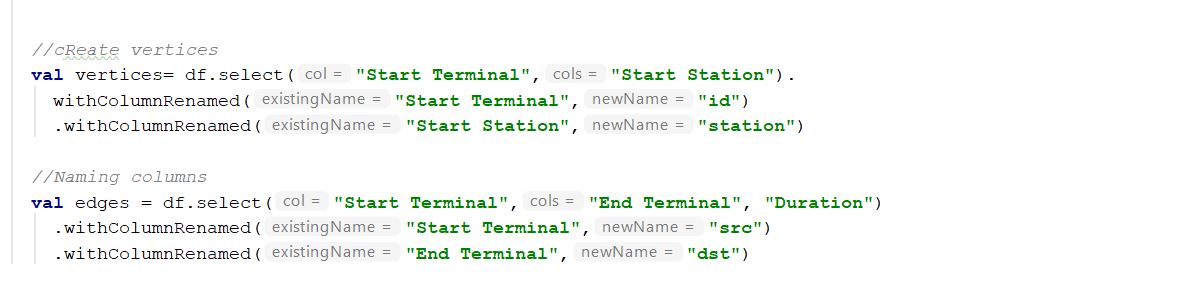 //cReate vertices
val vertices= df.select( col = "Start Terminal", cols = "Start Station").
withColumnRenamed( existingName = "Start Terminal", newName = "id")
.withColumnRenamed( existingName = "Start Station", newName = "station")
//Naming columns
val edges = df.select( col = "Start Terminal", cols = "End Terminal", "Duration")
.withColumnRenamed( existingName = "Start Terminal", newName = "src")
.withColumnRenamed( existingName = "End Terminal", newName = "dst")